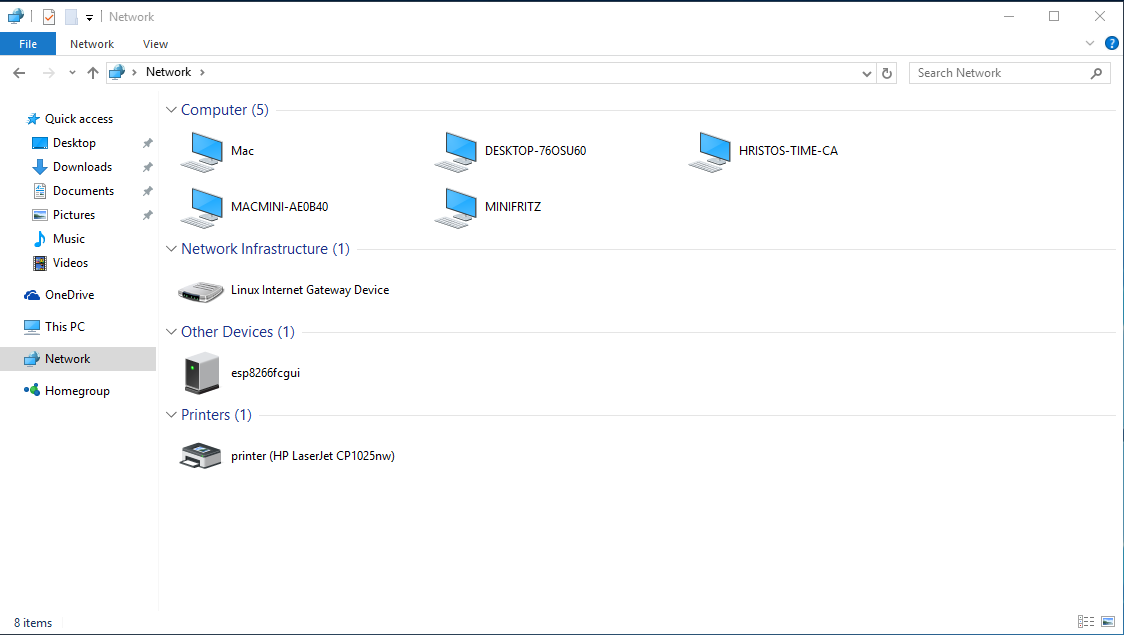 Network
File Network View
Network
Search Network
Quick access
Desktop
Downloads
Documents
Pictures
Music
Videos
OneDrive
This PC
Network
Homegroup
Computer (5)
Mac DESKTOP-76OSU60 HRISTOS-TIME-CA
MACMINI-AE0B40 MINIFRITZ
Network Infrastructure (1)
Linux Internet Gateway Device
Other Devices (1)
esp8266fcgui
Printers (1)
printer (HP LaserJet CP1025nw)
8 items